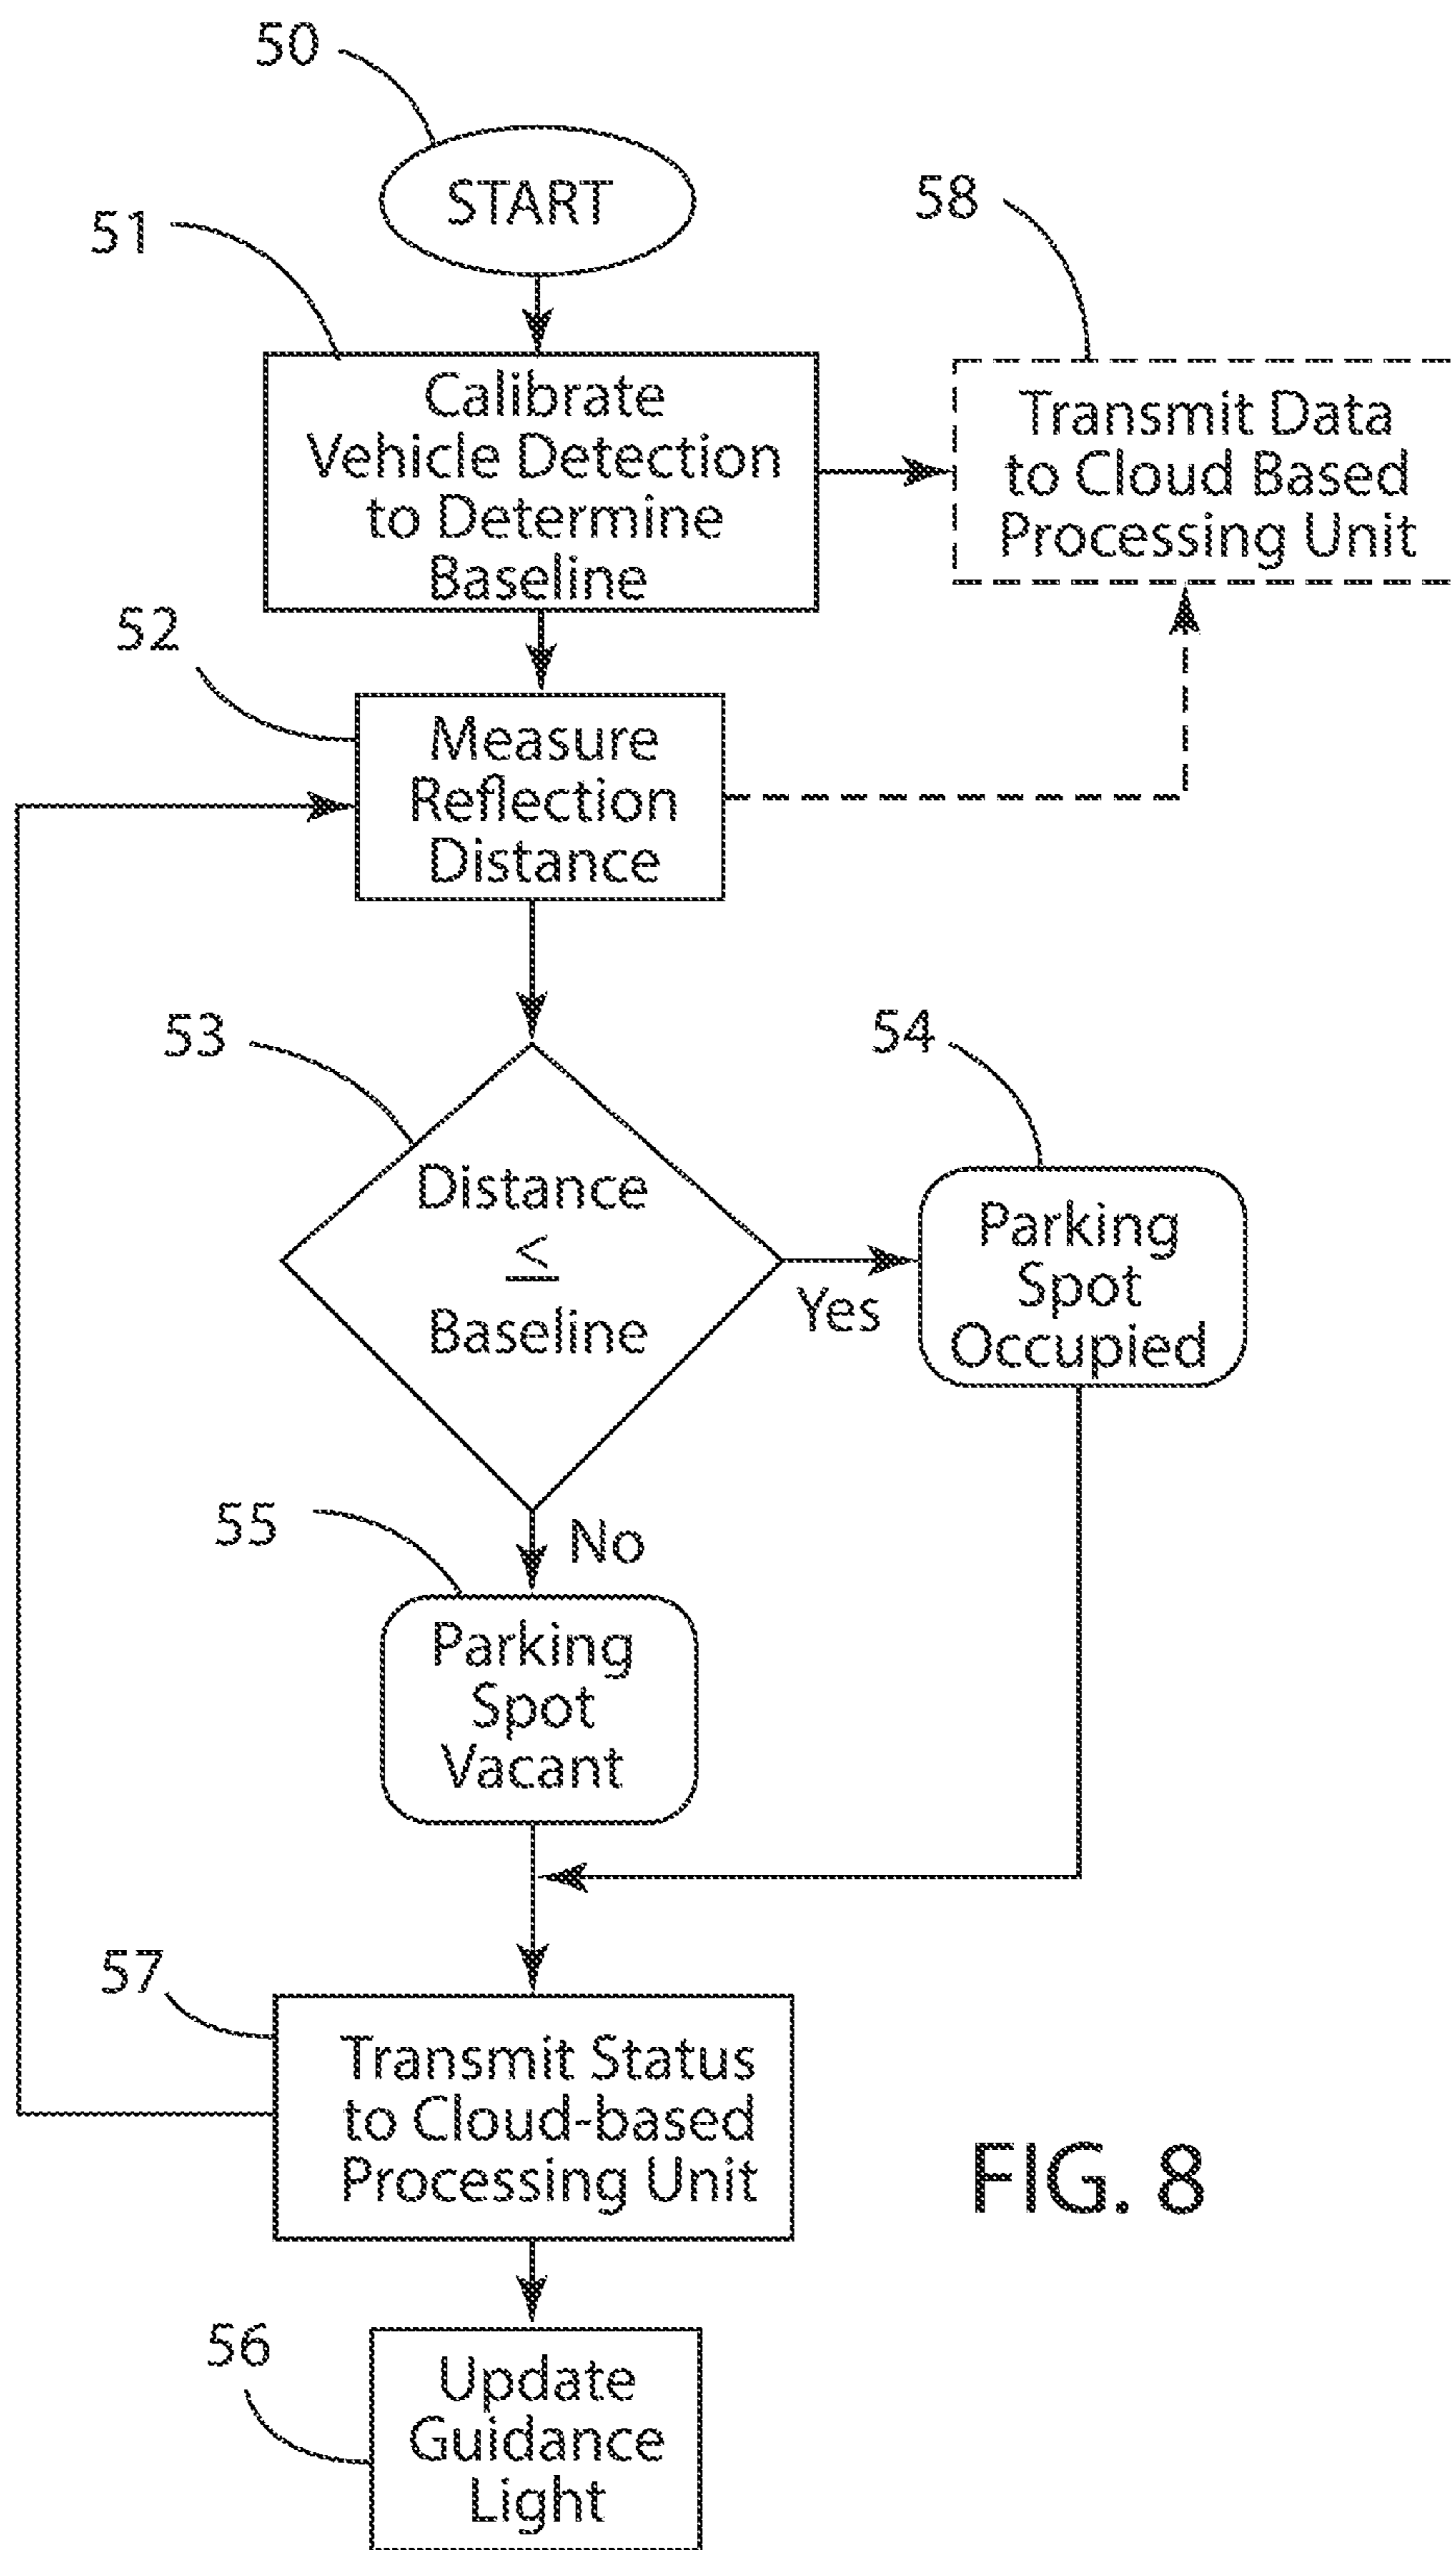 50
START
51
58
Calibrate
Vehicle Detection
to Determine
Baseline
Transmit Data
to Cloud Based
Processing Unit
52
Measure
Reflection
Distance
53
54
Distance
≤
Baseline
Yes
Parking
Spot
Occupied
55
No
Parking
Spot
Vacant
57
Transmit Status
to Cloud-based
Processing Unit
FIG. 8
56
Update
Guidance
Light